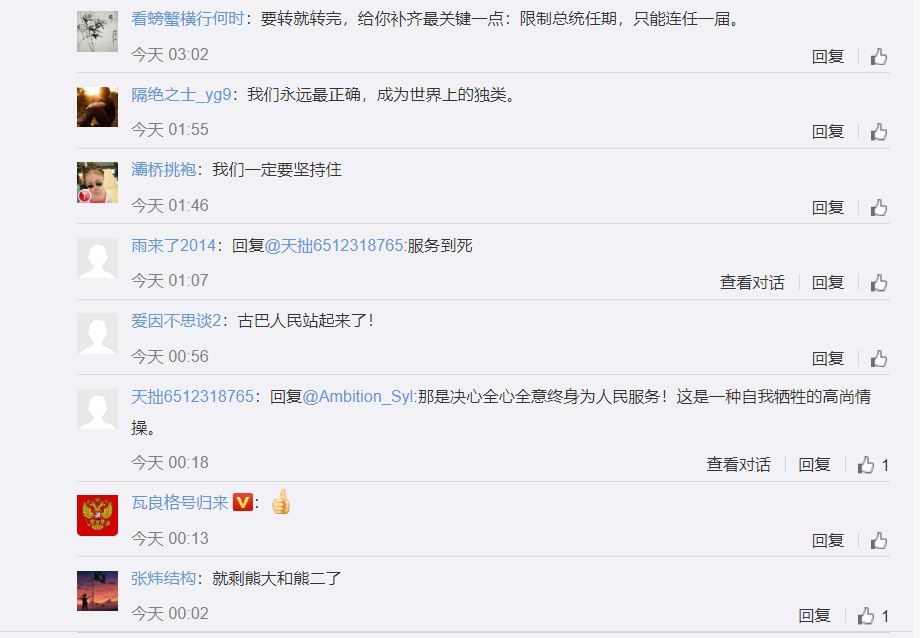 看螃蟹横行何时：要转就转完，给你补齐最关键一点：限制总统任期，只能连任一届。
今天 03:02
回复
隔绝之士_yg9：我们永远最正确，成为世界上的独类。
今天 01:55
回复
灞桥挑袍：我们一定要坚持住
今天 01:46
回复
雨来了2014：回复@天拙6512318765:服务到死
今天 01:07
查看对话 回复
爱因不思谈2：古巴人民站起来了！
今天 00:56
回复
天拙6512318765：回复@Ambition_Syl:那是决心全心全意终身为人民服务！这是一种自我牺牲的高尚情
操。
今天 00:18
查看对话 回复 1
瓦良格号归来 V：
今天 00:13
回复
张炜结构：就剩熊大和熊二了
今天 00:02
回复 1